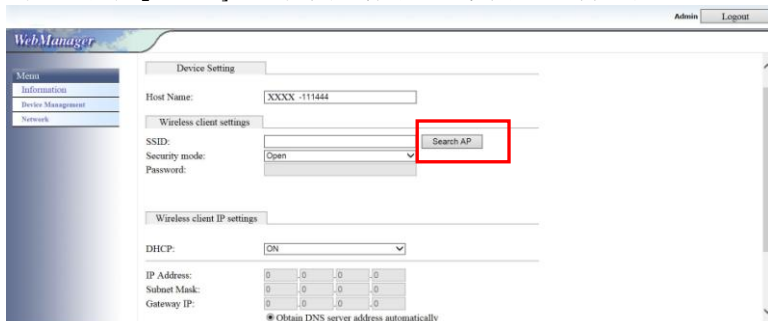 Admin Logout
WebManager
Menu
Information
Device Management
Network
Device Setting
Host Name: XXXX -111444
Wireless client settings
SSID: Search AP
Security mode: Open
Password:
Wireless client IP settings
DHCP: ON
IP Address: 0 .0 .0 .0
Subnet Mask: 0 .0 .0 .0
Gateway IP: 0 .0 .0 .0
Obtain DNS server address automatically